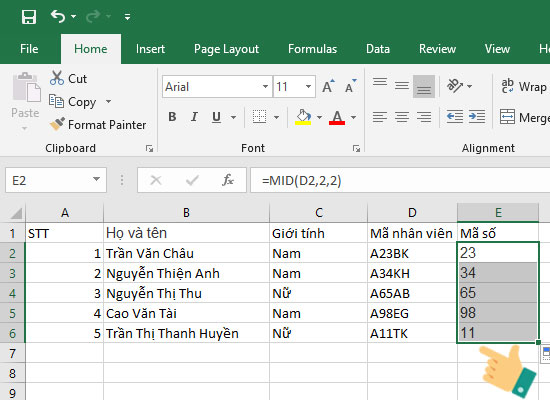 File Home Insert Page Layout Formulas Data Review View
Cut
Copy
Paste
Format Painter
Clipboard
Arial 11 A A
B I U A
Font
ab Wrap
Merge
Alignment
E2 fx =MID(D2,2,2)
A B C D E
1 STT Họ và tên Giới tính Mã nhân viên Mã số
2 1 Trần Văn Châu Nam A23BK 23
3 2 Nguyễn Thiện Anh Nam A34KH 34
4 3 Nguyễn Thị Thu Nữ A65AB 65
5 4 Cao Văn Tài Nam A98EG 98
6 5 Trần Thị Thanh Huyền Nữ A11TK 11
7
8
9